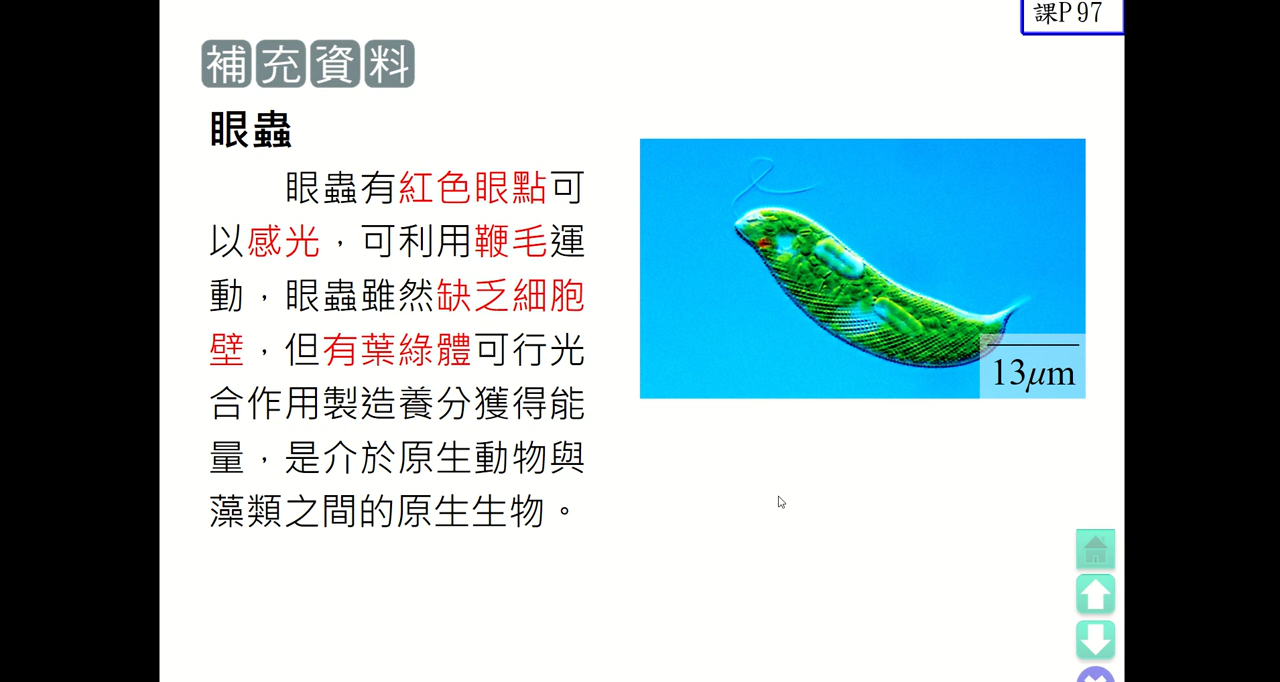 課P 97
補充資料
眼蟲
眼蟲有紅色眼點可
以感光，可利用鞭毛運
動，眼蟲雖然缺乏細胞
壁，但有葉綠體可行光
合作用製造養分獲得能
量，是介於原生動物與
藻類之間的原生生物。
13μm